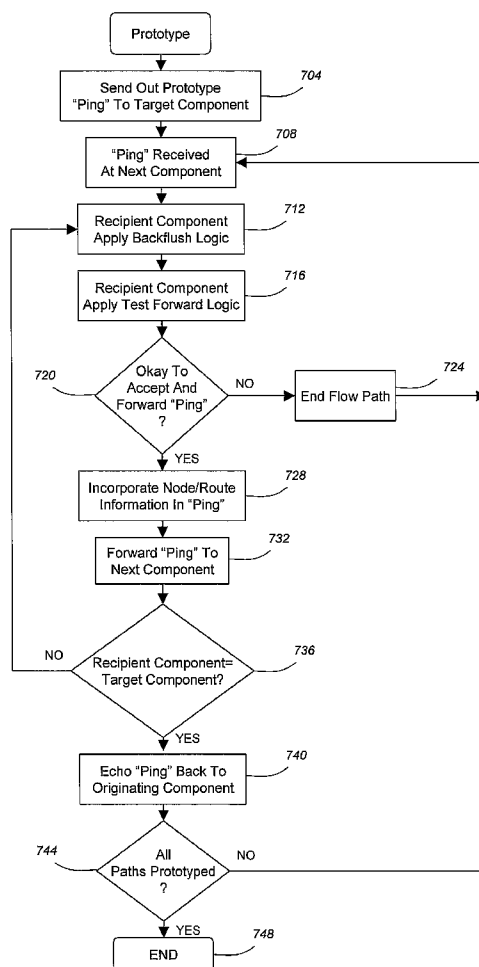 Prototype
Send Out Prototype
"Ping" To Target Component
704
"Ping" Received
At Next Component
708
Recipient Component
Apply Backflush Logic
712
Recipient Component
Apply Test Forward Logic
716
Okay To
Accept And
Forward "Ping"
?
720
NO
End Flow Path
724
YES
Incorporate Node/Route
Information In "Ping"
728
Forward "Ping" To
Next Component
732
NO
Recipient Component=
Target Component?
736
YES
Echo "Ping" Back To
Originating Component
740
744
All
Paths Prototyped
?
NO
YES
END
748